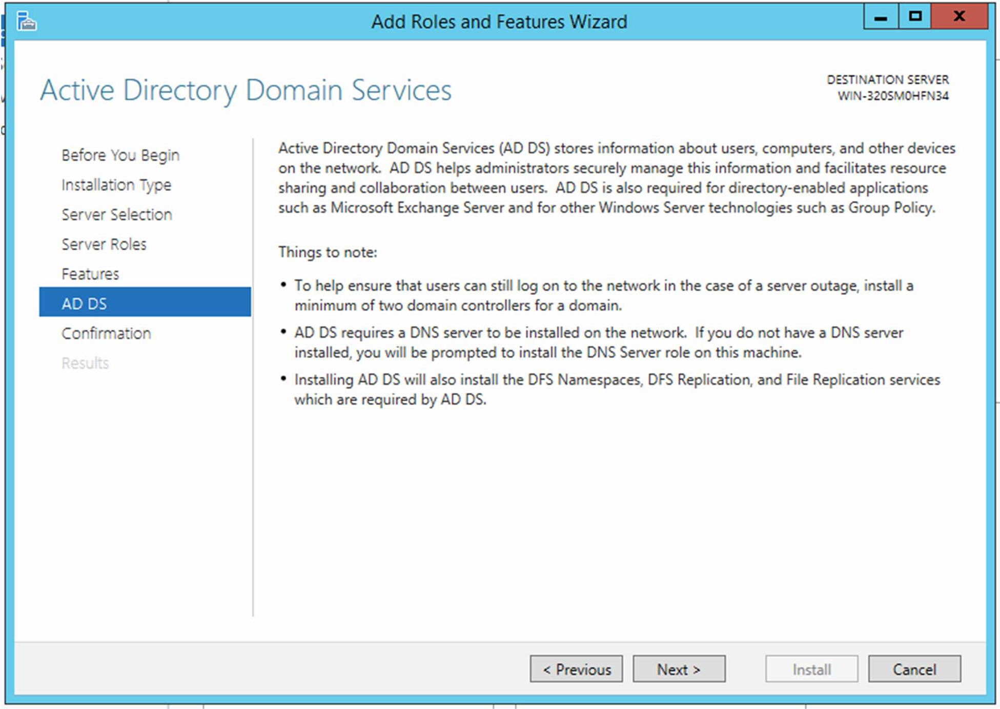 Add Roles and Features Wizard
Active Directory Domain Services
DESTINATION SERVER
WIN-320SM0HFN34
Before You Begin
Installation Type
Server Selection
Server Roles
Features
AD DS
Confirmation
Results
Active Directory Domain Services (AD DS) stores information about users, computers, and other devices
on the network.  AD DS helps administrators securely manage this information and facilitates resource
sharing and collaboration between users.  AD DS is also required for directory-enabled applications
such as Microsoft Exchange Server and for other Windows Server technologies such as Group Policy.
Things to note:
• To help ensure that users can still log on to the network in the case of a server outage, install a
minimum of two domain controllers for a domain.
• AD DS requires a DNS server to be installed on the network.  If you do not have a DNS server
installed, you will be prompted to install the DNS Server role on this machine.
• Installing AD DS will also install the DFS Namespaces, DFS Replication, and File Replication services
which are required by AD DS.
< Previous
Next >
Install
Cancel